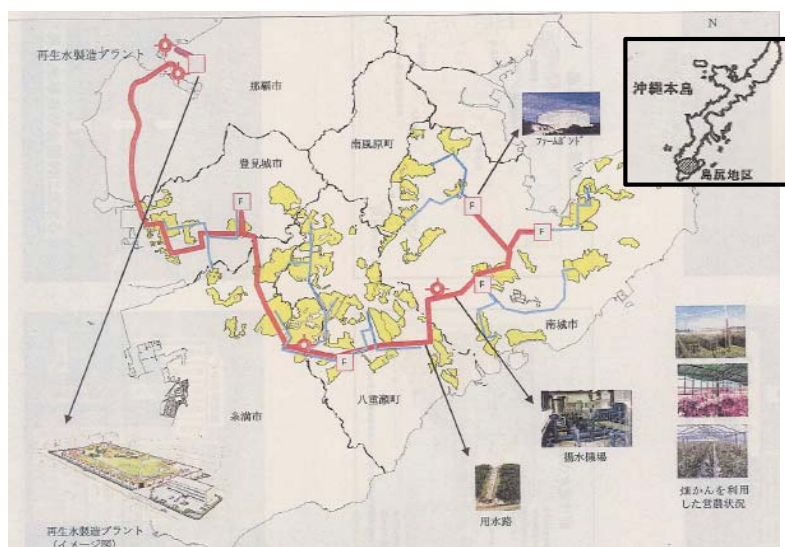 N
再生水製造プラント
那覇市
沖縄本島
南風原町
ファームポンド
豊見城市
島尻地区
F
F
F
F
F
南城市
八重瀬町
糸満市
揚水機場
用水路
畑かんを利用
した営農状況
再生水製造プラント
(イメージ図)